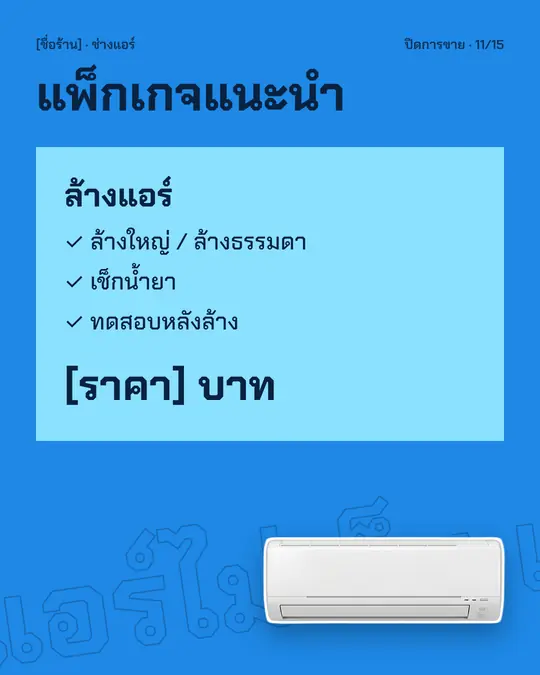 [ชื่อร้าน] · ช่างแอร์
ปิดการขาย · 11/15
แพ็กเกจแนะนำ
ล้างแอร์
✓ ล้างใหญ่ / ล้างธรรมดา
✓ เช็กน้ำยา
✓ ทดสอบหลังล้าง
[ราคา] บาท